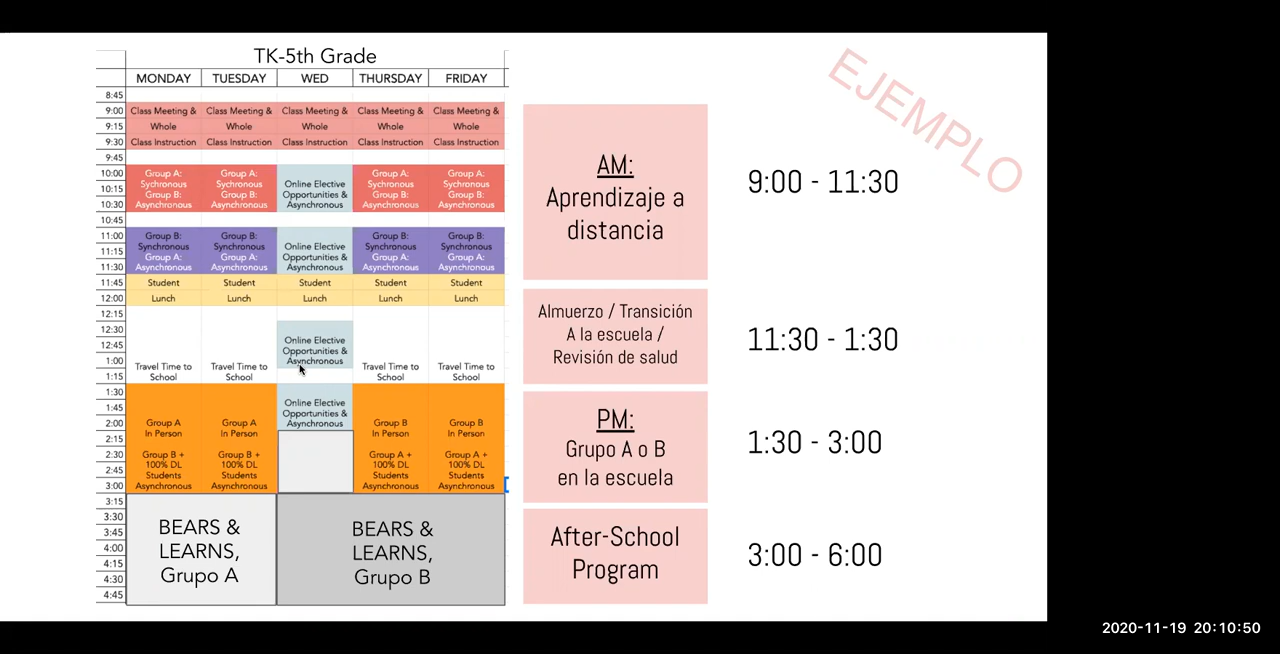 TK-5th Grade
MONDAY TUESDAY WED THURSDAY FRIDAY
8:45
9:00 Class Meeting & Class Meeting & Class Meeting & Class Meeting & Class Meeting &
9:15 Whole Whole Whole Whole Whole
9:30 Class Instruction Class Instruction Class Instruction Class Instruction Class Instruction
9:45
10:00 Group A: Group A: Group A: Group A:
Sychronous Sychronous Online Elective Sychronous Sychronous
10:15 Group B: Group B: Opportunities & Group B: Group B:
10:30 Asynchronous Asynchronous Asynchronous Asynchronous Asynchronous
10:45
11:00 Group B: Group B: Group B: Group B:
Synchronous Synchronous Online Elective Synchronous Synchronous
11:15 Group A: Group A: Opportunities & Group A: Group A:
11:30 Asynchronous Asynchronous Asynchronous Asynchronous Asynchronous
11:45 Student Student Student Student Student
12:00 Lunch Lunch Lunch Lunch Lunch
12:15
12:30
12:45 Online Elective
Opportunities &
1:00 Asynchronous
Travel Time to Travel Time to Travel Time to Travel Time to
1:15 School School School School
1:30
1:45 Online Elective
Opportunities &
2:00 Group A Group A Asynchronous Group B Group B
2:15 In Person In Person In Person In Person
2:30 Group B + Group B + Group A + Group A +
100% DL 100% DL 100% DL 100% DL
2:45 Students Students Students Students
3:00 Asynchronous Asynchronous Asynchronous Asynchronous
3:15
3:30
3:45
4:00
4:15
4:30
4:45
BEARS &
LEARNS,
Grupo A
BEARS &
LEARNS,
Grupo B
AM:
Aprendizaje a
distancia
9:00 - 11:30
Almuerzo / Transición
A la escuela /
Revisión de salud
11:30 - 1:30
PM:
Grupo A o B
en la escuela
1:30 - 3:00
After-School
Program
3:00 - 6:00
EJEMPLO
2020-11-19 20:10:50